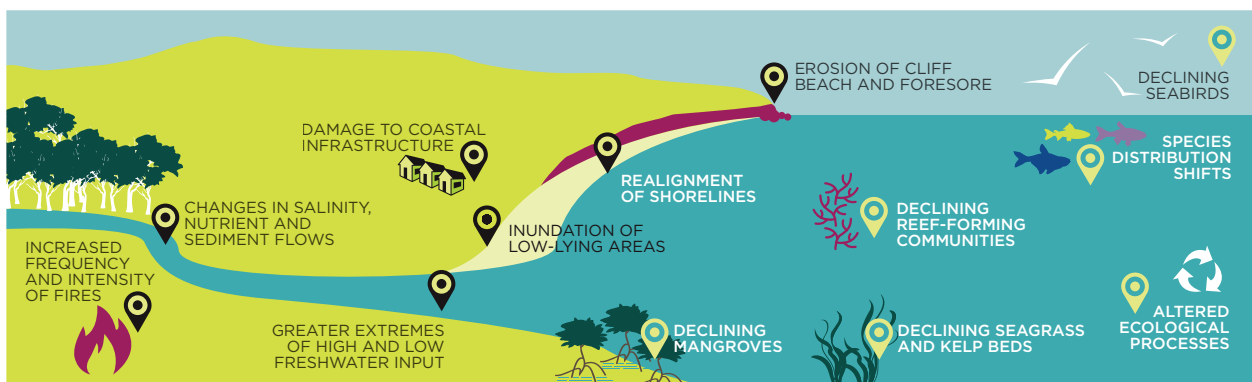 EROSION OF CLIFF
BEACH AND FORESORE
DECLINING
SEABIRDS
DAMAGE TO COASTAL
INFRASTRUCTURE
SPECIES
DISTRIBUTION
SHIFTS
REALIGNMENT
OF SHORELINES
CHANGES IN SALINITY,
NUTRIENT AND
SEDIMENT FLOWS
INUNDATION OF
LOW-LYING AREAS
DECLINING
REEF-FORMING
COMMUNITIES
INCREASED
FREQUENCY
AND INTENSITY
OF FIRES
GREATER EXTREMES
OF HIGH AND LOW
FRESHWATER INPUT
DECLINING
MANGROVES
DECLINING SEAGRASS
AND KELP BEDS
ALTERED
ECOLOGICAL
PROCESSES